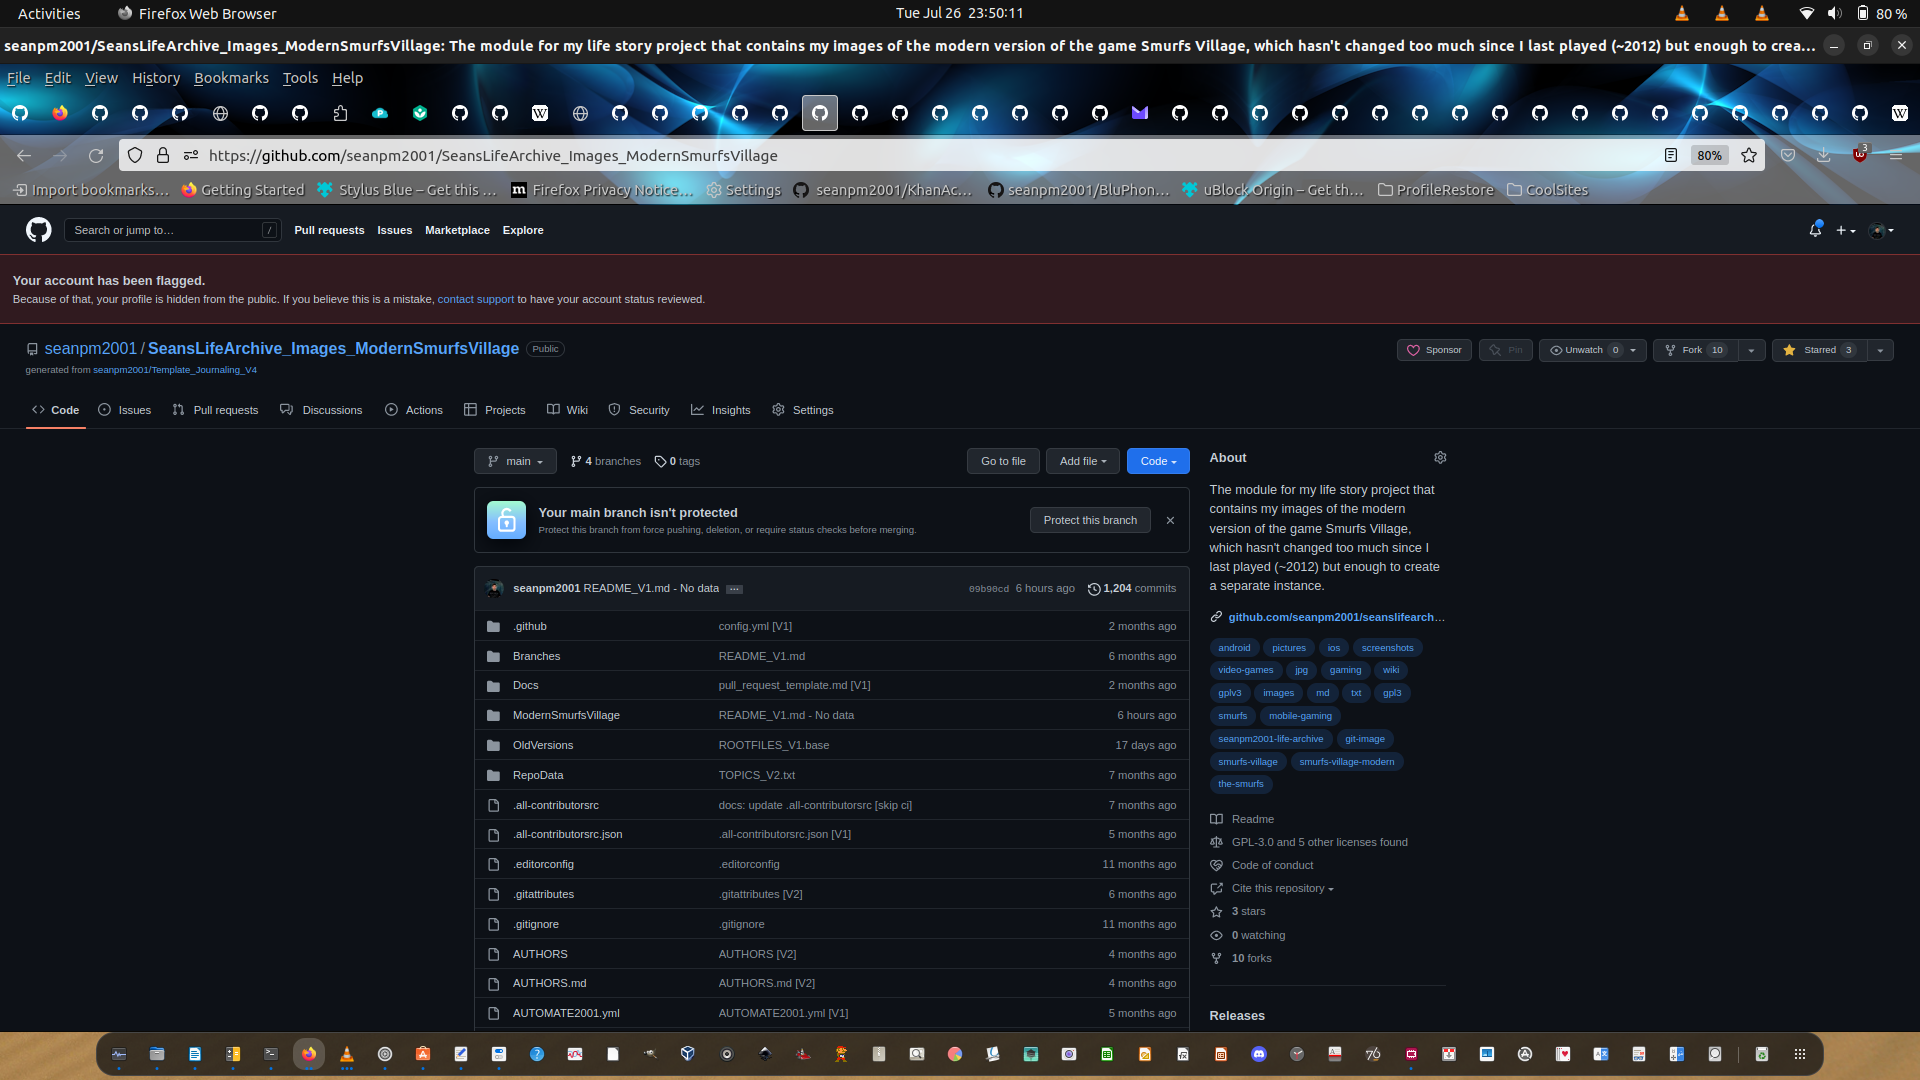 Activities
Firefox Web Browser
Tue Jul 26 23:50:11
80 %
seanpm2001/SeansLifeArchive_Images_ModernSmurfsVillage: The module for my life story project that contains my images of the modern version of the game Smurfs Village, which hasn't changed too much since I last played (~2012) but enough to crea…
File Edit View History Bookmarks Tools Help
https://github.com/seanpm2001/SeansLifeArchive_Images_ModernSmurfsVillage
80%
3
Import bookmarks…
Getting Started
Stylus Blue – Get this …
Firefox Privacy Notice…
Settings
seanpm2001/KhanAc…
seanpm2001/BluPhon…
uBlock Origin – Get th…
ProfileRestore
CoolSites
Search or jump to…
/
Pull requests Issues Marketplace Explore
Your account has been flagged.
Because of that, your profile is hidden from the public. If you believe this is a mistake, contact support to have your account status reviewed.
seanpm2001 / SeansLifeArchive_Images_ModernSmurfsVillage Public
generated from seanpm2001/Template_Journaling_V4
Sponsor
Pin
Unwatch 0
Fork 10
Starred 3
Code Issues Pull requests Discussions Actions Projects Wiki Security Insights Settings
main
4 branches
0 tags
Go to file
Add file
Code
Your main branch isn't protected
Protect this branch from force pushing, deletion, or require status checks before merging.
Protect this branch
seanpm2001 README_V1.md - No data … 09b90cd 6 hours ago 1,204 commits
.github config.yml [V1] 2 months ago
Branches README_V1.md 6 months ago
Docs pull_request_template.md [V1] 2 months ago
ModernSmurfsVillage README_V1.md - No data 6 hours ago
OldVersions ROOTFILES_V1.base 17 days ago
RepoData TOPICS_V2.txt 7 months ago
.all-contributorsrc docs: update .all-contributorsrc [skip ci] 7 months ago
.all-contributorsrc.json .all-contributorsrc.json [V1] 5 months ago
.editorconfig .editorconfig 11 months ago
.gitattributes .gitattributes [V2] 6 months ago
.gitignore .gitignore 11 months ago
AUTHORS AUTHORS [V2] 4 months ago
AUTHORS.md AUTHORS.md [V2] 4 months ago
AUTOMATE2001.yml AUTOMATE2001.yml [V1] 5 months ago
About
The module for my life story project that
contains my images of the modern
version of the game Smurfs Village,
which hasn't changed too much since I
last played (~2012) but enough to create
a separate instance.
github.com/seanpm2001/seanslifearch…
android pictures ios screenshots
video-games jpg gaming wiki
gplv3 images md txt gpl3
smurfs mobile-gaming
seanpm2001-life-archive git-image
smurfs-village smurfs-village-modern
the-smurfs
Readme
GPL-3.0 and 5 other licenses found
Code of conduct
Cite this repository
3 stars
0 watching
10 forks
Releases